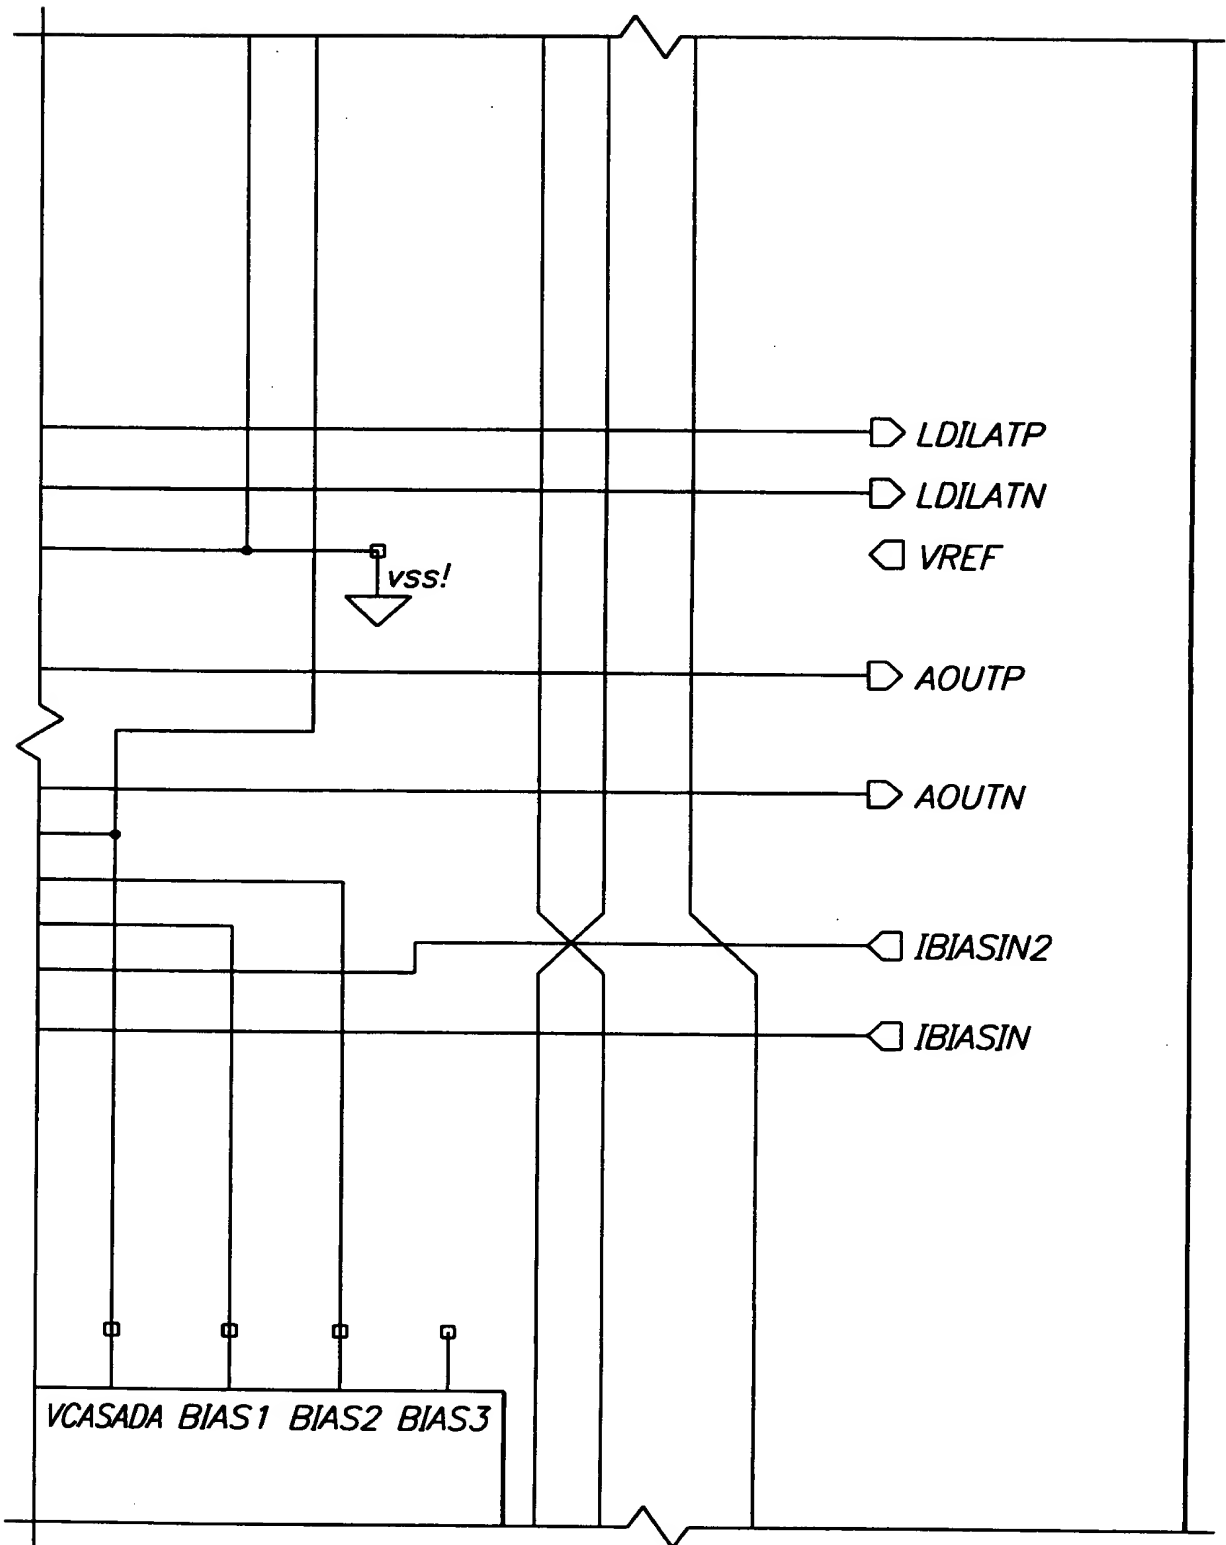 LDILATP
LDILATN
VREF
vss!
AOUTP
AOUTN
IBIASIN2
IBIASIN
VCASADA BIAS1 BIAS2 BIAS3